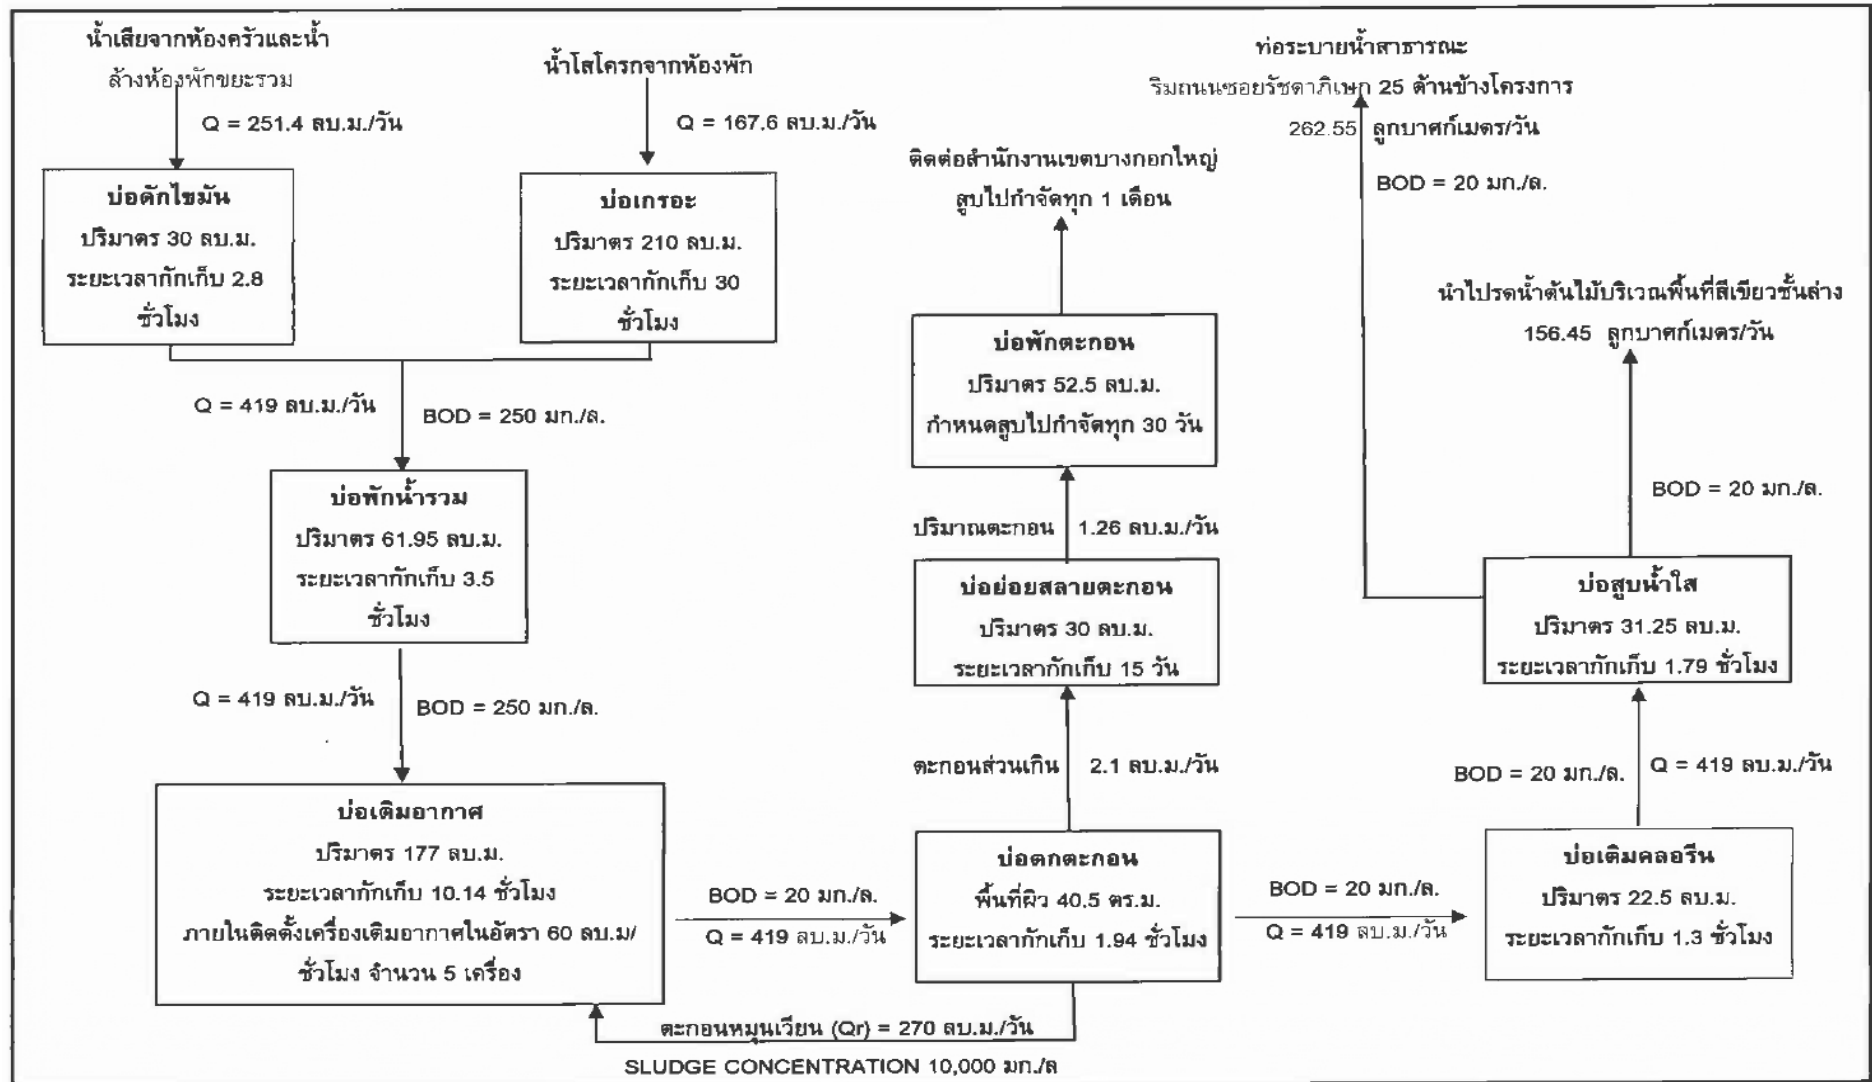 น้ำเสียจากห้องครัวและน้ำ
ล้างห้องพักขยะรวม
Q = 251.4 ลบ.ม./วัน
น้ำโสโครกจากห้องพัก
Q = 167.6 ลบ.ม./วัน
ท่อระบายน้ำสาธารณะ
ริมถนนซอยรัชดาภิเษก 25 ด้านข้างโครงการ
262.55 ลูกบาศก์เมตร/วัน
BOD = 20 มก./ล.
บ่อดักไขมัน
ปริมาตร 30 ลบ.ม.
ระยะเวลากักเก็บ 2.8
ชั่วโมง
บ่อเกรอะ
ปริมาตร 210 ลบ.ม.
ระยะเวลากักเก็บ 30
ชั่วโมง
ติดต่อสำนักงานเขตบางกอกใหญ่
สูบไปกำจัดทุก 1 เดือน
นำไปรดน้ำต้นไม้บริเวณพื้นที่สีเขียวชั้นล่าง
156.45 ลูกบาศก์เมตร/วัน
บ่อพักตะกอน
ปริมาตร 52.5 ลบ.ม.
กำหนดสูบไปกำจัดทุก 30 วัน
Q = 419 ลบ.ม./วัน
BOD = 250 มก./ล.
บ่อพักน้ำรวม
ปริมาตร 61.95 ลบ.ม.
ระยะเวลากักเก็บ 3.5
ชั่วโมง
ปริมาณตะกอน 1.26 ลบ.ม./วัน
BOD = 20 มก./ล.
บ่อย่อยสลายตะกอน
ปริมาตร 30 ลบ.ม.
ระยะเวลากักเก็บ 15 วัน
บ่อสูบน้ำใส
ปริมาตร 31.25 ลบ.ม.
ระยะเวลากักเก็บ 1.79 ชั่วโมง
Q = 419 ลบ.ม./วัน
BOD = 250 มก./ล.
ตะกอนส่วนเกิน 2.1 ลบ.ม./วัน
BOD = 20 มก./ล.
Q = 419 ลบ.ม./วัน
บ่อเติมอากาศ
ปริมาตร 177 ลบ.ม.
ระยะเวลากักเก็บ 10.14 ชั่วโมง
ภายในติดตั้งเครื่องเติมอากาศในอัตรา 60 ลบ.ม/
ชั่วโมง จำนวน 5 เครื่อง
BOD = 20 มก./ล.
Q = 419 ลบ.ม./วัน
บ่อตกตะกอน
พื้นที่ผิว 40.5 ตร.ม.
ระยะเวลากักเก็บ 1.94 ชั่วโมง
BOD = 20 มก./ล.
Q = 419 ลบ.ม./วัน
บ่อเติมคลอรีน
ปริมาตร 22.5 ลบ.ม.
ระยะเวลากักเก็บ 1.3 ชั่วโมง
ตะกอนหมุนเวียน (Qr) = 270 ลบ.ม./วัน
SLUDGE CONCENTRATION 10,000 มก./ล